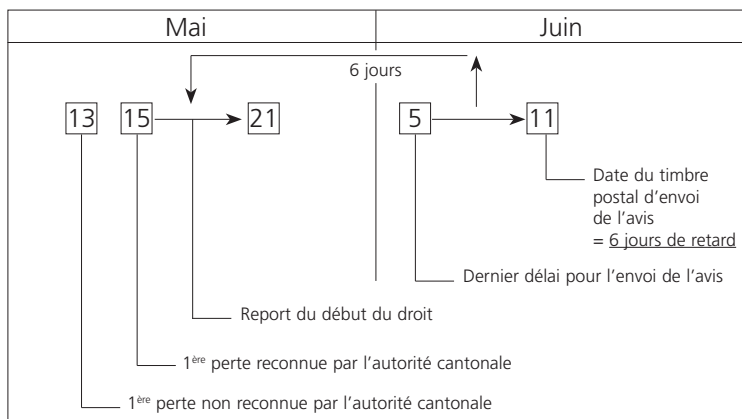 Mai Juin
6 jours
13 15 21 5 11
Date du timbre
postal d'envoi
de l'avis
= 6 jours de retard
Dernier délai pour l'envoi de l'avis
Report du début du droit
1ère perte reconnue par l'autorité cantonale
1ère perte non reconnue par l'autorité cantonale